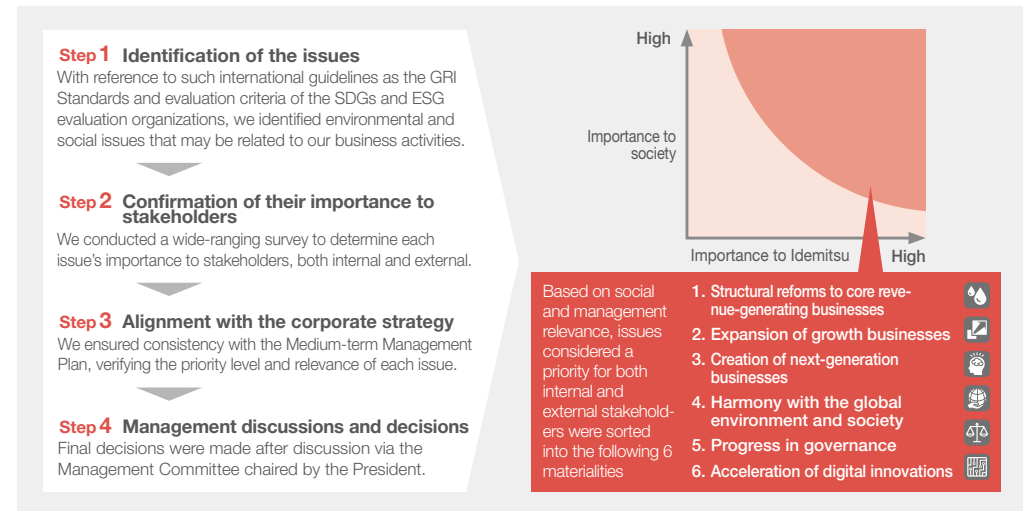 Step 1 Identification of the issues
With reference to such international guidelines as the GRI
Standards and evaluation criteria of the SDGs and ESG
evaluation organizations, we identified environmental and
social issues that may be related to our business activities.
Step 2 Confirmation of their importance to
stakeholders
We conducted a wide-ranging survey to determine each
issue's importance to stakeholders, both internal and external.
Step 3 Alignment with the corporate strategy
We ensured consistency with the Medium-term Management
Plan, verifying the priority level and relevance of each issue.
Step 4 Management discussions and decisions
Final decisions were made after discussion via the
Management Committee chaired by the President.
High
Importance to
society
Importance to Idemitsu
High
Based on social
and management
relevance, issues
considered a
priority for both
internal and
external stakehold-
ers were sorted
into the following 6
materialities
1. Structural reforms to core reve-
nue-generating businesses
2. Expansion of growth businesses
3. Creation of next-generation
businesses
4. Harmony with the global
environment and society
5. Progress in governance
6. Acceleration of digital innovations